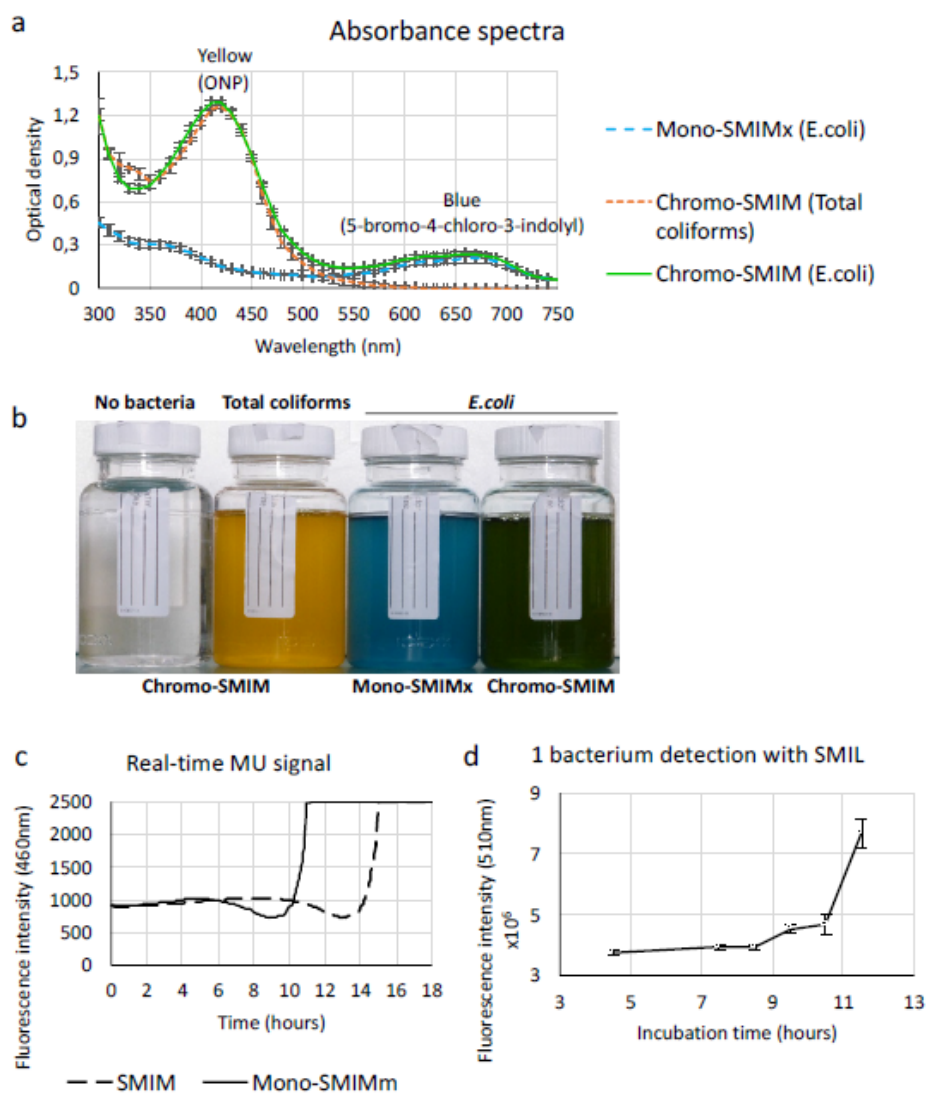 a
Absorbance spectra
Yellow
(ONP)
1,5
1,2
0,9
0,6
0,3
0
Optical density
Blue
(5-bromo-4-chloro-3-indolyl)
300 350 400 450 500 550 600 650 700 750
Wavelength (nm)
Mono-SMIMx (E.coli)
Chromo-SMIM (Total
coliforms)
Chromo-SMIM (E.coli)
b
No bacteria Total coliforms E.coli
Chromo-SMIM Mono-SMIMx Chromo-SMIM
c
Real-time MU signal
Fluorescence intensity (460nm)
2500
2000
1500
1000
500
0
0 2 4 6 8 10 12 14 16 18
Time (hours)
SMIM Mono-SMIMm
d
1 bacterium detection with SMIL
Fluorescence intensity (510nm)
x10⁶
9
7
5
3
3 5 7 9 11 13
Incubation time (hours)